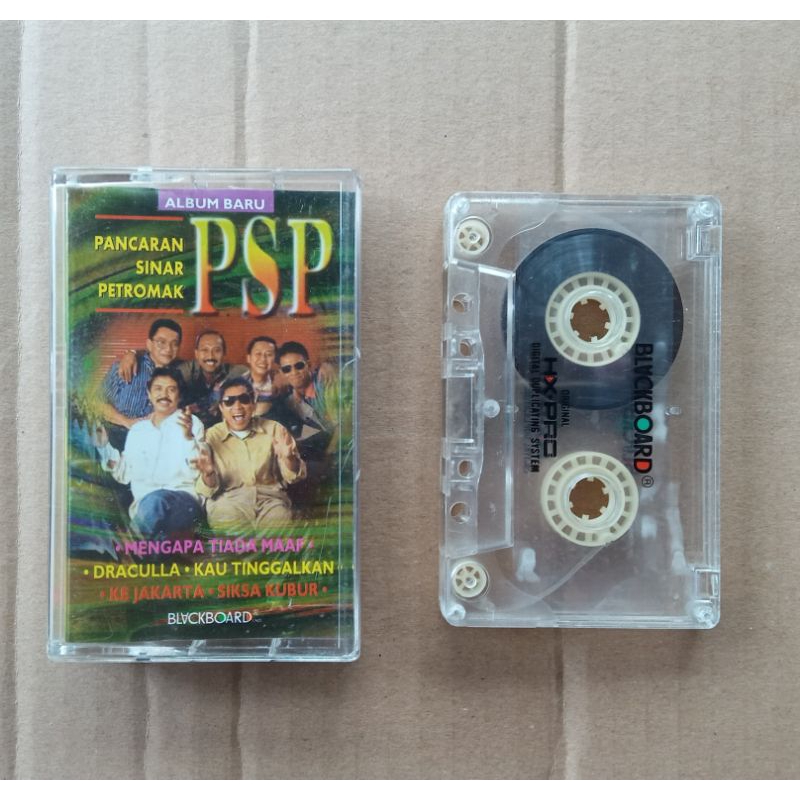 ALBUM BARU
PANCARAN
SINAR
PETROMAK
PSP
• MENGAPA TIADA MAAF •
• DRACULLA • KAU TINGGALKAN •
• KE JAKARTA • SIKSA KUBUR •
BLACKBOARD®
BLACKBOARD®
ORIGINAL
HX-PRO
DIGITAL DUPLICATING SYSTEM